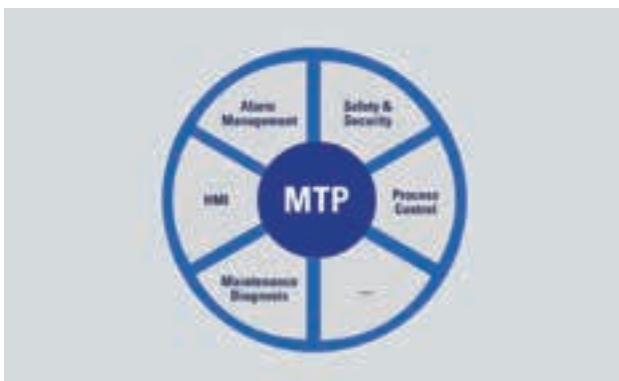 Alarm
Management
Safety &
Security
HMI
MTP
Process
Control
Maintenance
Diagnosis
...